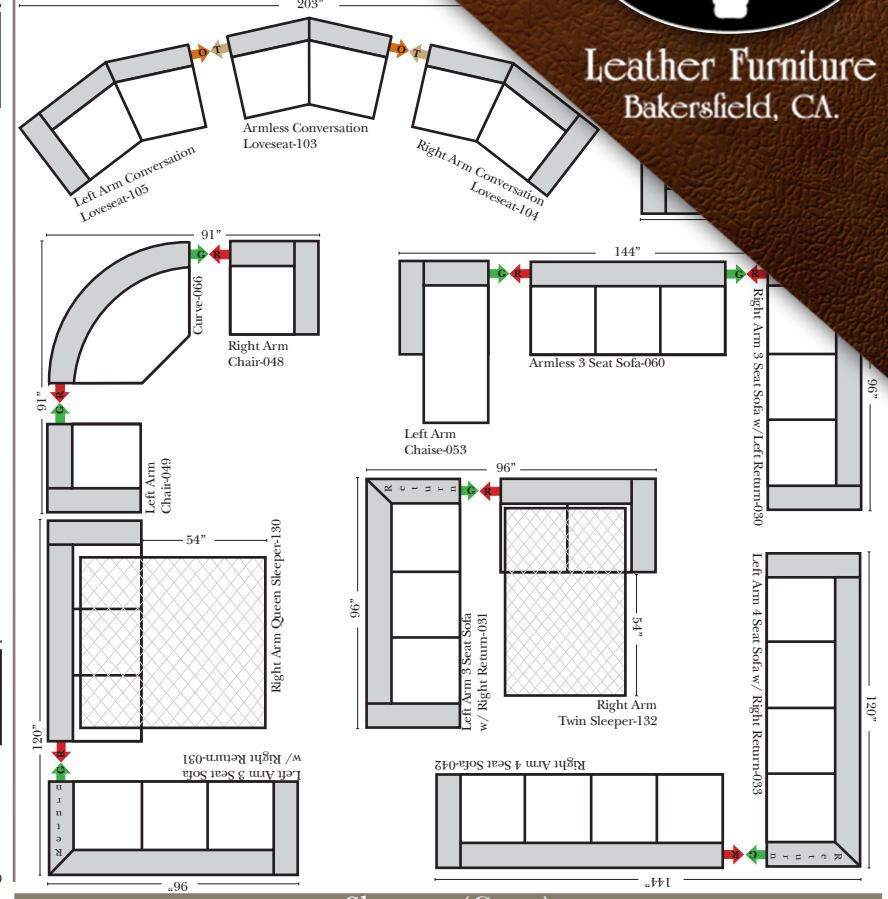 203”
Leather Furniture
Bakersfield, CA.
O T
O T
Left Arm Conversation
Loveseat-105
Armless Conversation
Loveseat-103
Right Arm Conversation
Loveseat-104
91”
G R
Curve-066
Right Arm
Chair-048
91”
R
G
Left Arm
Chair-049
144”
G R
G R
Armless 3 Seat Sofa-060
Left Arm
Chaise-053
Right Arm 3 Seat Sofa w/Left Return-030
96”
54”
Right Arm Queen Sleeper-130
120”
R
G
Left Arm 3 Seat Sofa
w/ Right Return-031
Return
96”
96”
Return
G R
96”
Left Arm 3 Seat Sofa
w/ Right Return-031
54”
Right Arm
Twin Sleeper-132
Left Arm 4 Seat Sofa w/ Right Return-033
120”
Right Arm 4 Seat Sofa-042
R G
Return
144”